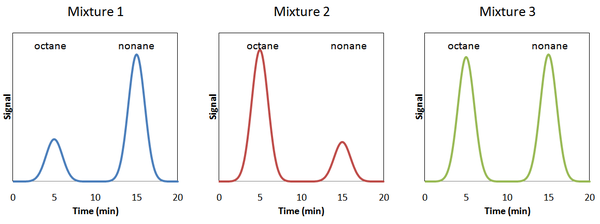 Mixture 1
octane nonane
Signal
0 5 10 15 20
Time (min)
Mixture 2
octane nonane
Signal
0 5 10 15 20
Time (min)
Mixture 3
octane nonane
Signal
0 5 10 15 20
Time (min)